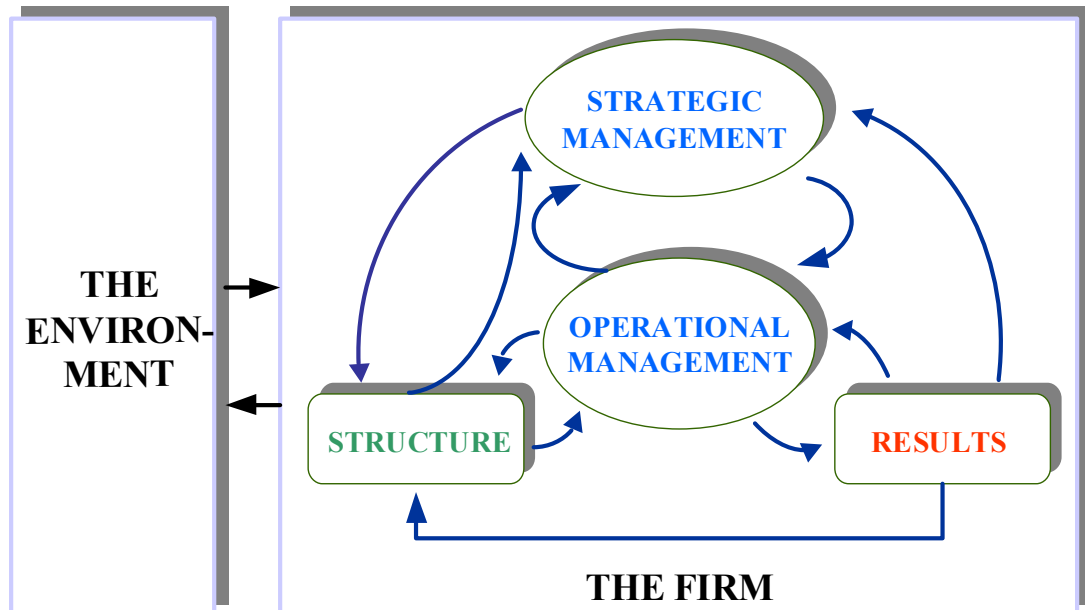 THE
ENVIRON-
MENT
STRATEGIC
MANAGEMENT
OPERATIONAL
MANAGEMENT
STRUCTURE
RESULTS
THE FIRM